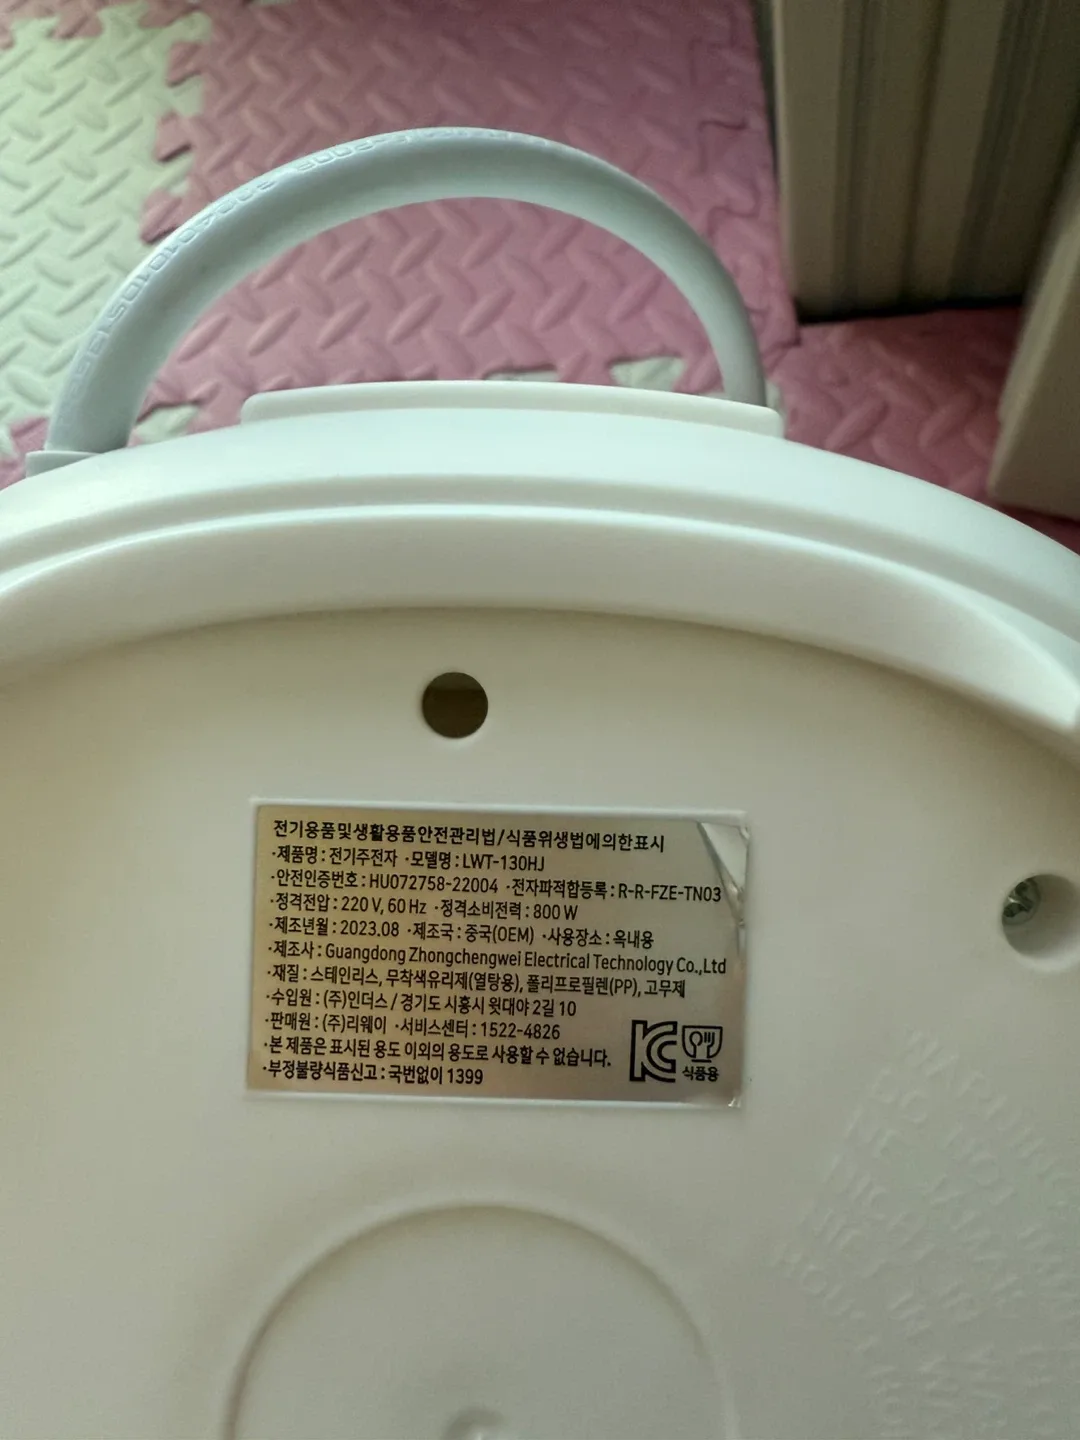 전기용품및생활용품안전관리법/식품위생법에의한표시
·제품명 : 전기주전자 ·모델명 : LWT-130HJ
·안전인증번호 : HU072758-22004 ·전자파적합등록 : R-R-FZE-TN03
·정격전압 : 220 V, 60 Hz ·정격소비전력 : 800 W
·제조년월 : 2023.08 ·제조국 : 중국(OEM) ·사용장소 : 옥내용
·제조사 : Guangdong Zhongchengwei Electrical Technology Co.,Ltd
·재질 : 스테인리스, 무착색유리제(열탕용), 폴리프로필렌(PP), 고무제
·수입원 : (주)인더스 / 경기도 시흥시 윗대야 2길 10
·판매원 : (주)리웨이 ·서비스센터 : 1522-4826
·본 제품은 표시된 용도 이외의 용도로 사용할 수 없습니다.
·부정불량식품신고 : 국번없이 1399
KC
식품용